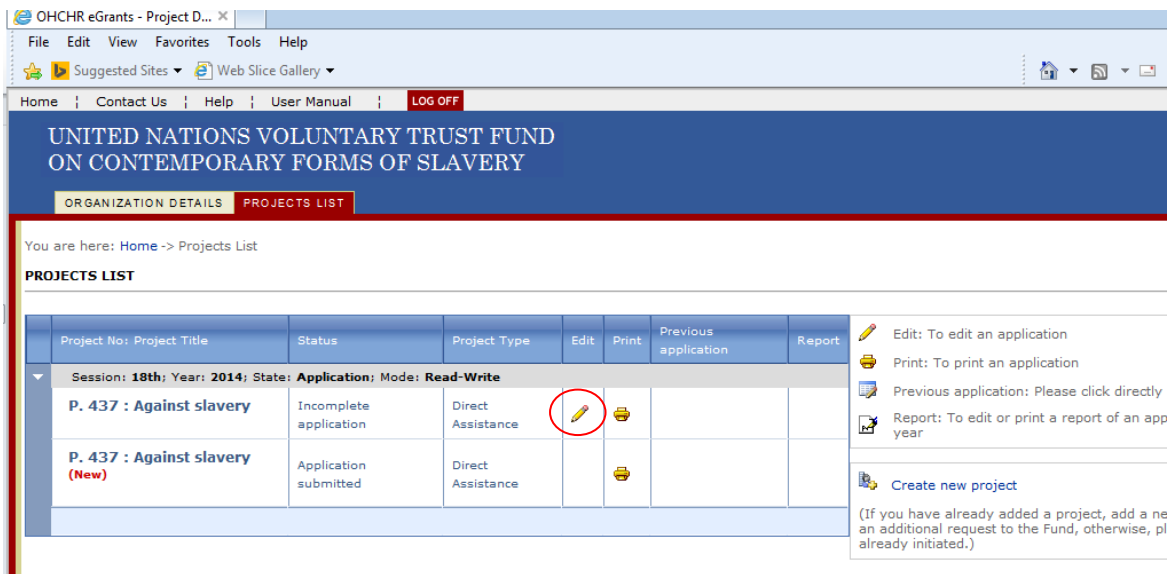 OHCHR eGrants - Project D...
File Edit View Favorites Tools Help
Suggested Sites Web Slice Gallery
Home ¦ Contact Us ¦ Help ¦ User Manual ¦ LOG OFF
UNITED NATIONS VOLUNTARY TRUST FUND
ON CONTEMPORARY FORMS OF SLAVERY
ORGANIZATION DETAILS PROJECTS LIST
You are here: Home -> Projects List
PROJECTS LIST
Project No: Project Title Status Project Type Edit Print Previous application Report
Session: 18th; Year: 2014; State: Application; Mode: Read-Write
P. 437 : Against slavery
Incomplete
application
Direct
Assistance
P. 437 : Against slavery
(New)
Application
submitted
Direct
Assistance
Edit: To edit an application
Print: To print an application
Previous application: Please click directly
Report: To edit or print a report of an app
year
Create new project
(If you have already added a project, add a ne
an additional request to the Fund, otherwise, pl
already initiated.)